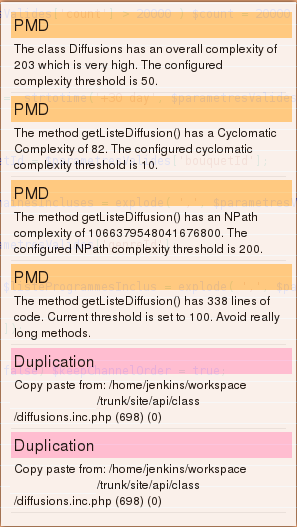 PMD
The class Diffusions has an overall complexity of
203 which is very high. The configured
complexity threshold is 50.
PMD
The method getListeDiffusion() has a Cyclomatic
Complexity of 82. The configured cyclomatic
complexity threshold is 10.
PMD
The method getListeDiffusion() has an NPath
complexity of 1066379548041676800. The
configured NPath complexity threshold is 200.
PMD
The method getListeDiffusion() has 338 lines of
code. Current threshold is set to 100. Avoid really
long methods.
Duplication
Copy paste from: /home/jenkins/workspace
/trunk/site/api/class
/diffusions.inc.php (698) (0)
Duplication
Copy paste from: /home/jenkins/workspace
/trunk/site/api/class
/diffusions.inc.php (698) (0)